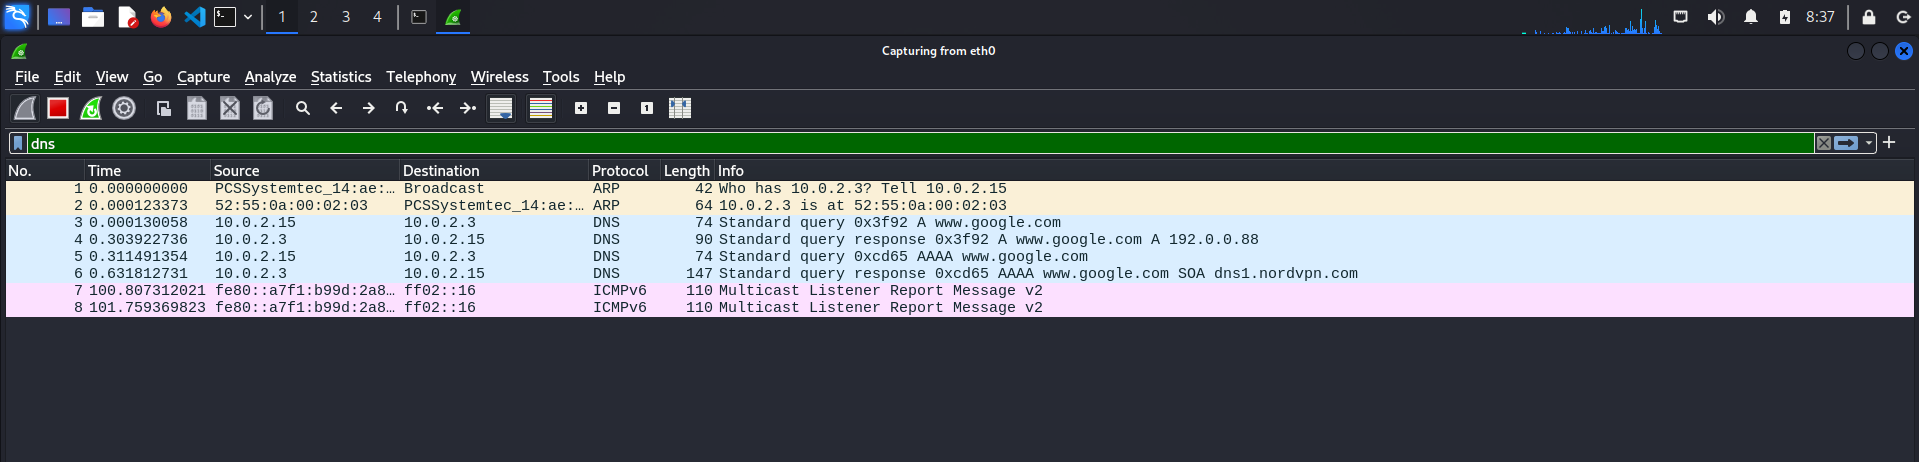 1 2 3 4 8:37
Capturing from eth0
File Edit View Go Capture Analyze Statistics Telephony Wireless Tools Help
dns
No. Time Source Destination Protocol Length Info
1 0.000000000 PCSSystemtec_14:ae:… Broadcast ARP 42 Who has 10.0.2.3? Tell 10.0.2.15
2 0.000123373 52:55:0a:00:02:03 PCSSystemtec_14:ae:… ARP 64 10.0.2.3 is at 52:55:0a:00:02:03
3 0.000130058 10.0.2.15 10.0.2.3 DNS 74 Standard query 0x3f92 A www.google.com
4 0.303922736 10.0.2.3 10.0.2.15 DNS 90 Standard query response 0x3f92 A www.google.com A 192.0.0.88
5 0.311491354 10.0.2.15 10.0.2.3 DNS 74 Standard query 0xcd65 AAAA www.google.com
6 0.631812731 10.0.2.3 10.0.2.15 DNS 147 Standard query response 0xcd65 AAAA www.google.com SOA dns1.nordvpn.com
7 100.807312021 fe80::a7f1:b99d:2a8… ff02::16 ICMPv6 110 Multicast Listener Report Message v2
8 101.759369823 fe80::a7f1:b99d:2a8… ff02::16 ICMPv6 110 Multicast Listener Report Message v2